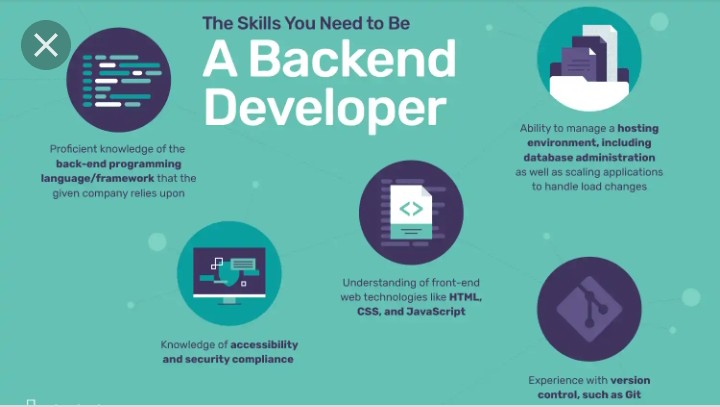 The Skills You Need to Be
A Backend
Developer
Proficient knowledge of the
back-end programming
language/framework that the
given company relies upon
Ability to manage a hosting
environment, including
database administration
as well as scaling applications
to handle load changes
<>
Understanding of front-end
web technologies like HTML,
CSS, and JavaScript
Knowledge of accessibility
and security compliance
Experience with version
control, such as Git